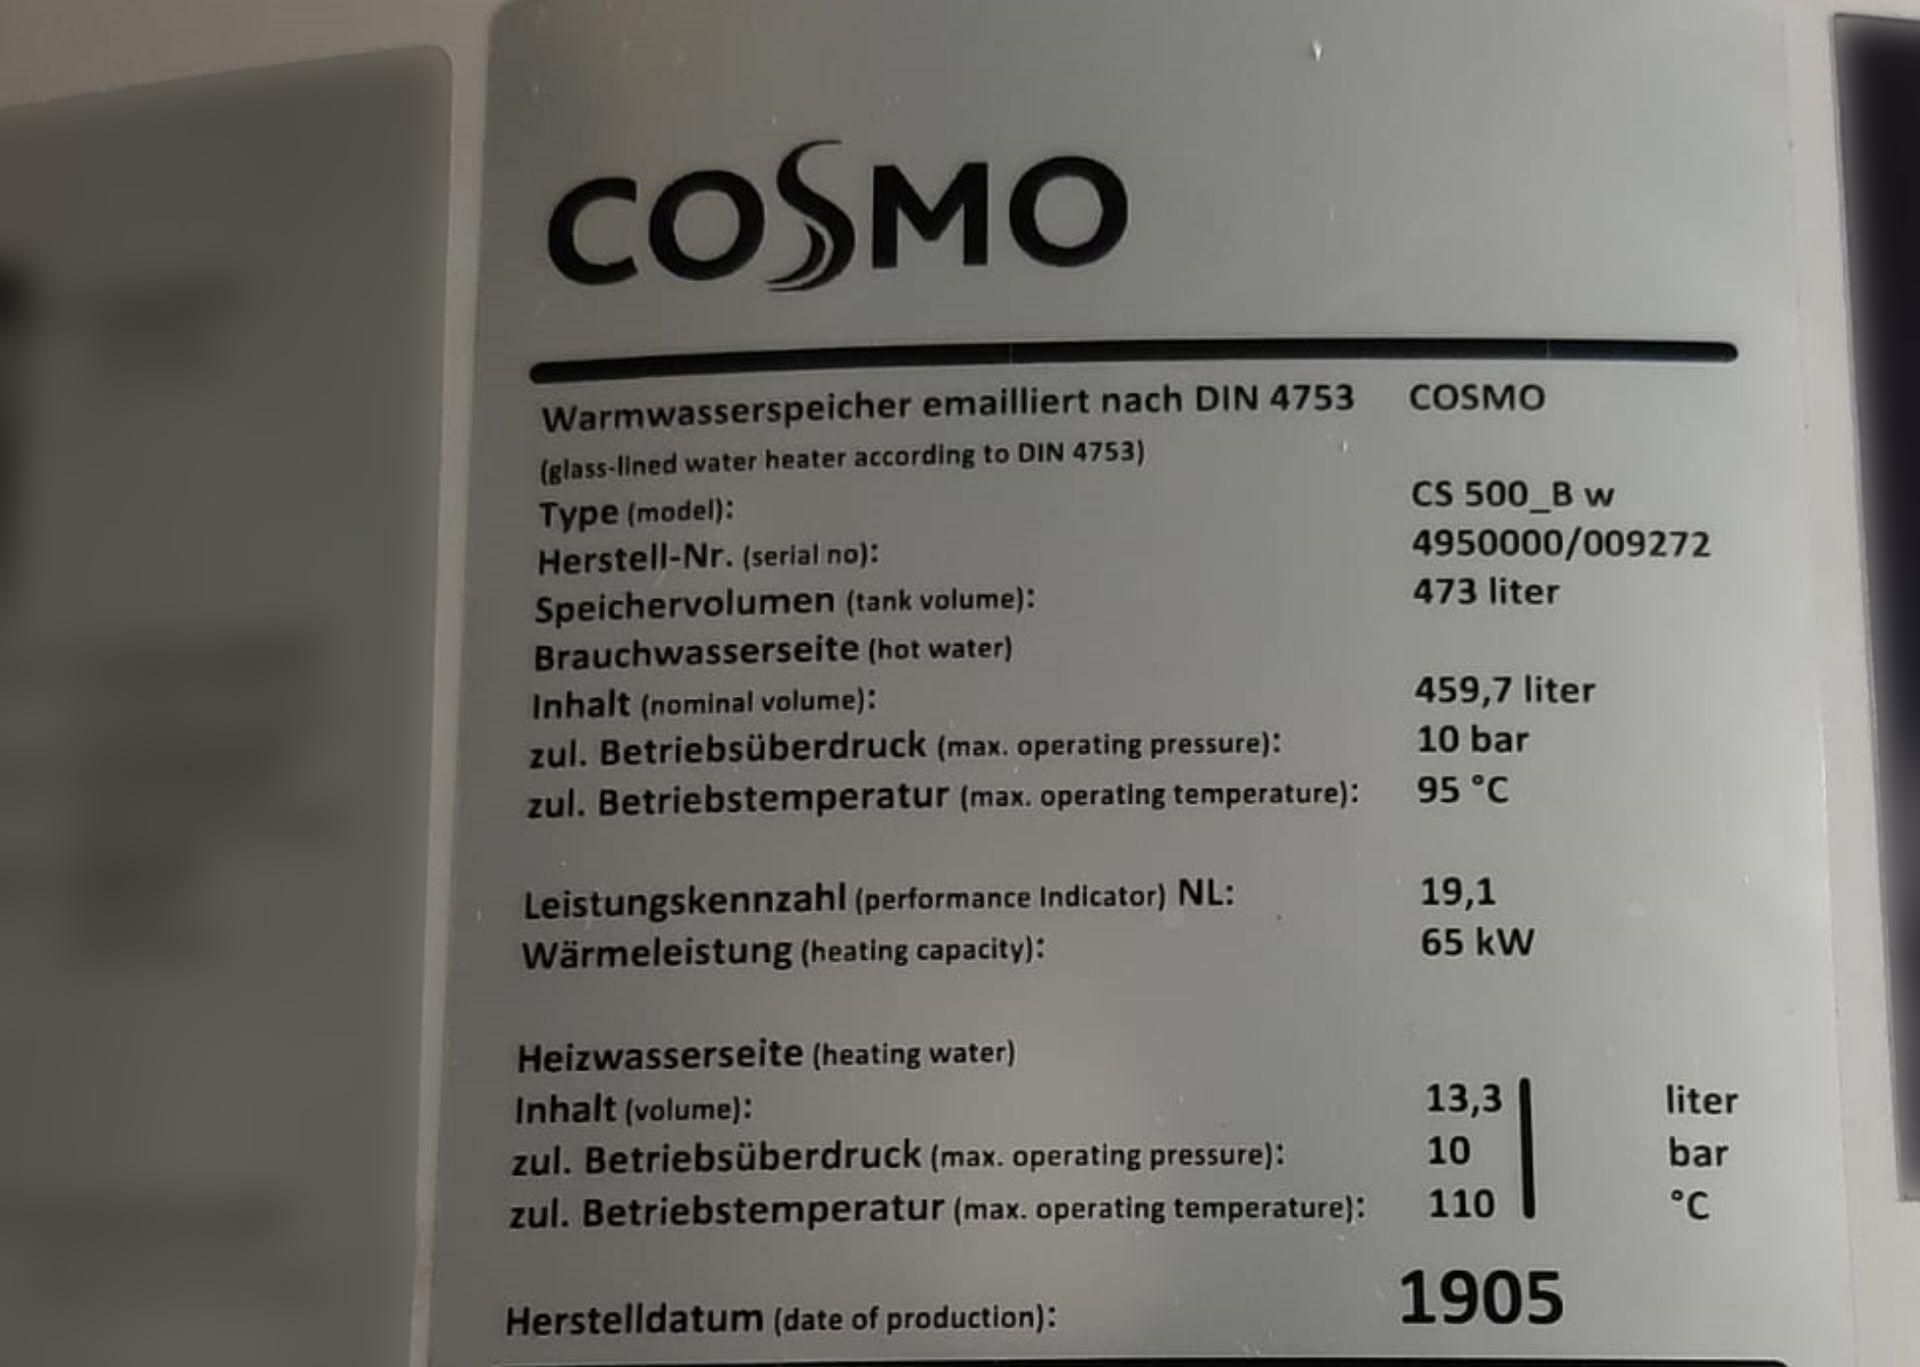 COSMO
Warmwasserspeicher emailliert nach DIN 4753 COSMO
(glass-lined water heater according to DIN 4753)
Type (model): CS 500_B w
Herstell-Nr. (serial no): 4950000/009272
Speichervolumen (tank volume): 473 liter
Brauchwasserseite (hot water)
Inhalt (nominal volume): 459,7 liter
zul. Betriebsüberdruck (max. operating pressure): 10 bar
zul. Betriebstemperatur (max. operating temperature): 95 °C
Leistungskennzahl (performance Indicator) NL: 19,1
Wärmeleistung (heating capacity): 65 kW
Heizwasserseite (heating water)
Inhalt (volume): 13,3 liter
zul. Betriebsüberdruck (max. operating pressure): 10 bar
zul. Betriebstemperatur (max. operating temperature): 110 °C
Herstelldatum (date of production): 1905